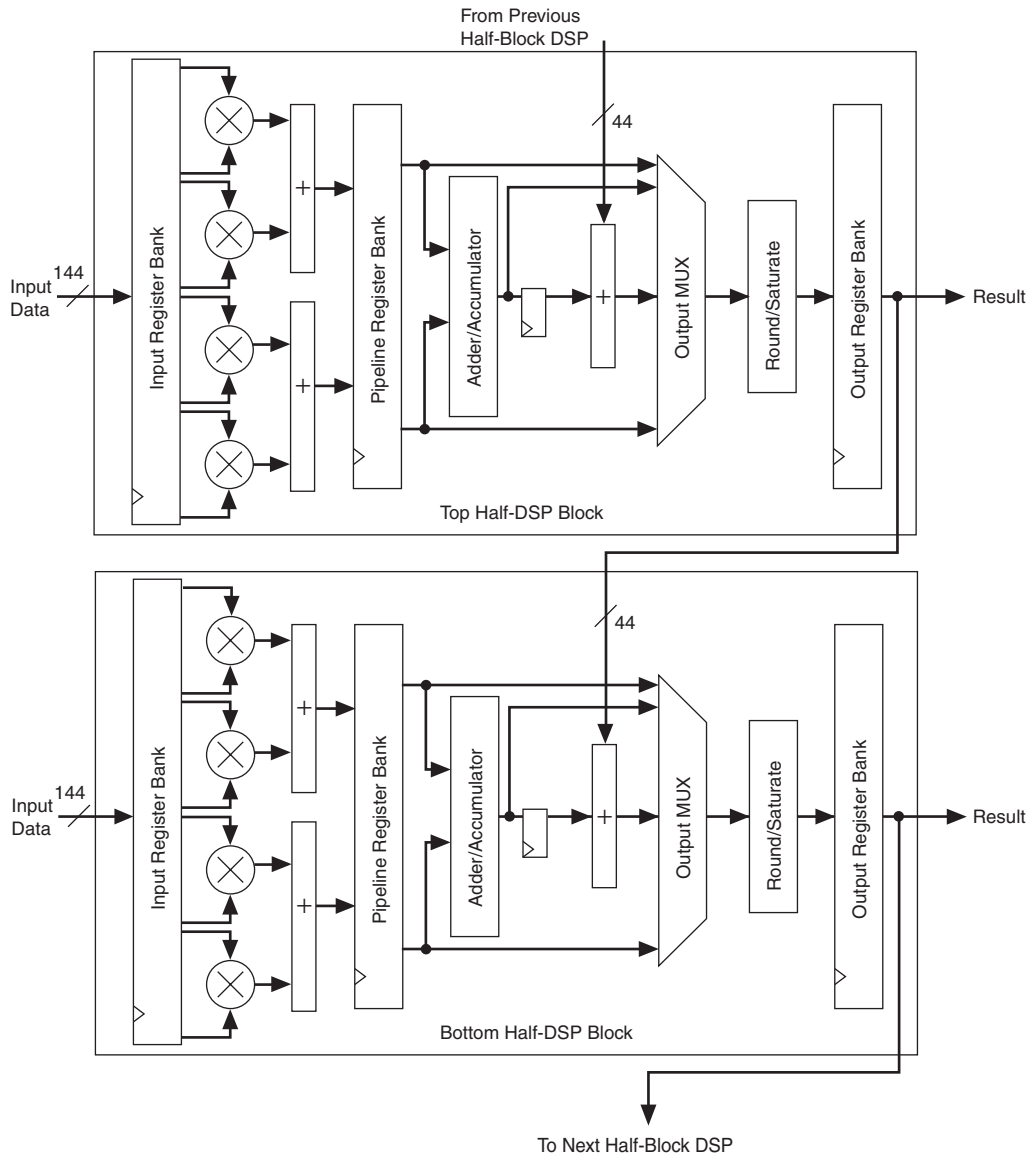 From Previous
Half-Block DSP
44
144
Input
Data
Input Register Bank
+
+
Pipeline Register Bank
Adder/Accumulator
+
Output MUX
Round/Saturate
Output Register Bank
Result
Top Half-DSP Block
44
144
Input
Data
Input Register Bank
+
+
Pipeline Register Bank
Adder/Accumulator
+
Output MUX
Round/Saturate
Output Register Bank
Result
Bottom Half-DSP Block
To Next Half-Block DSP